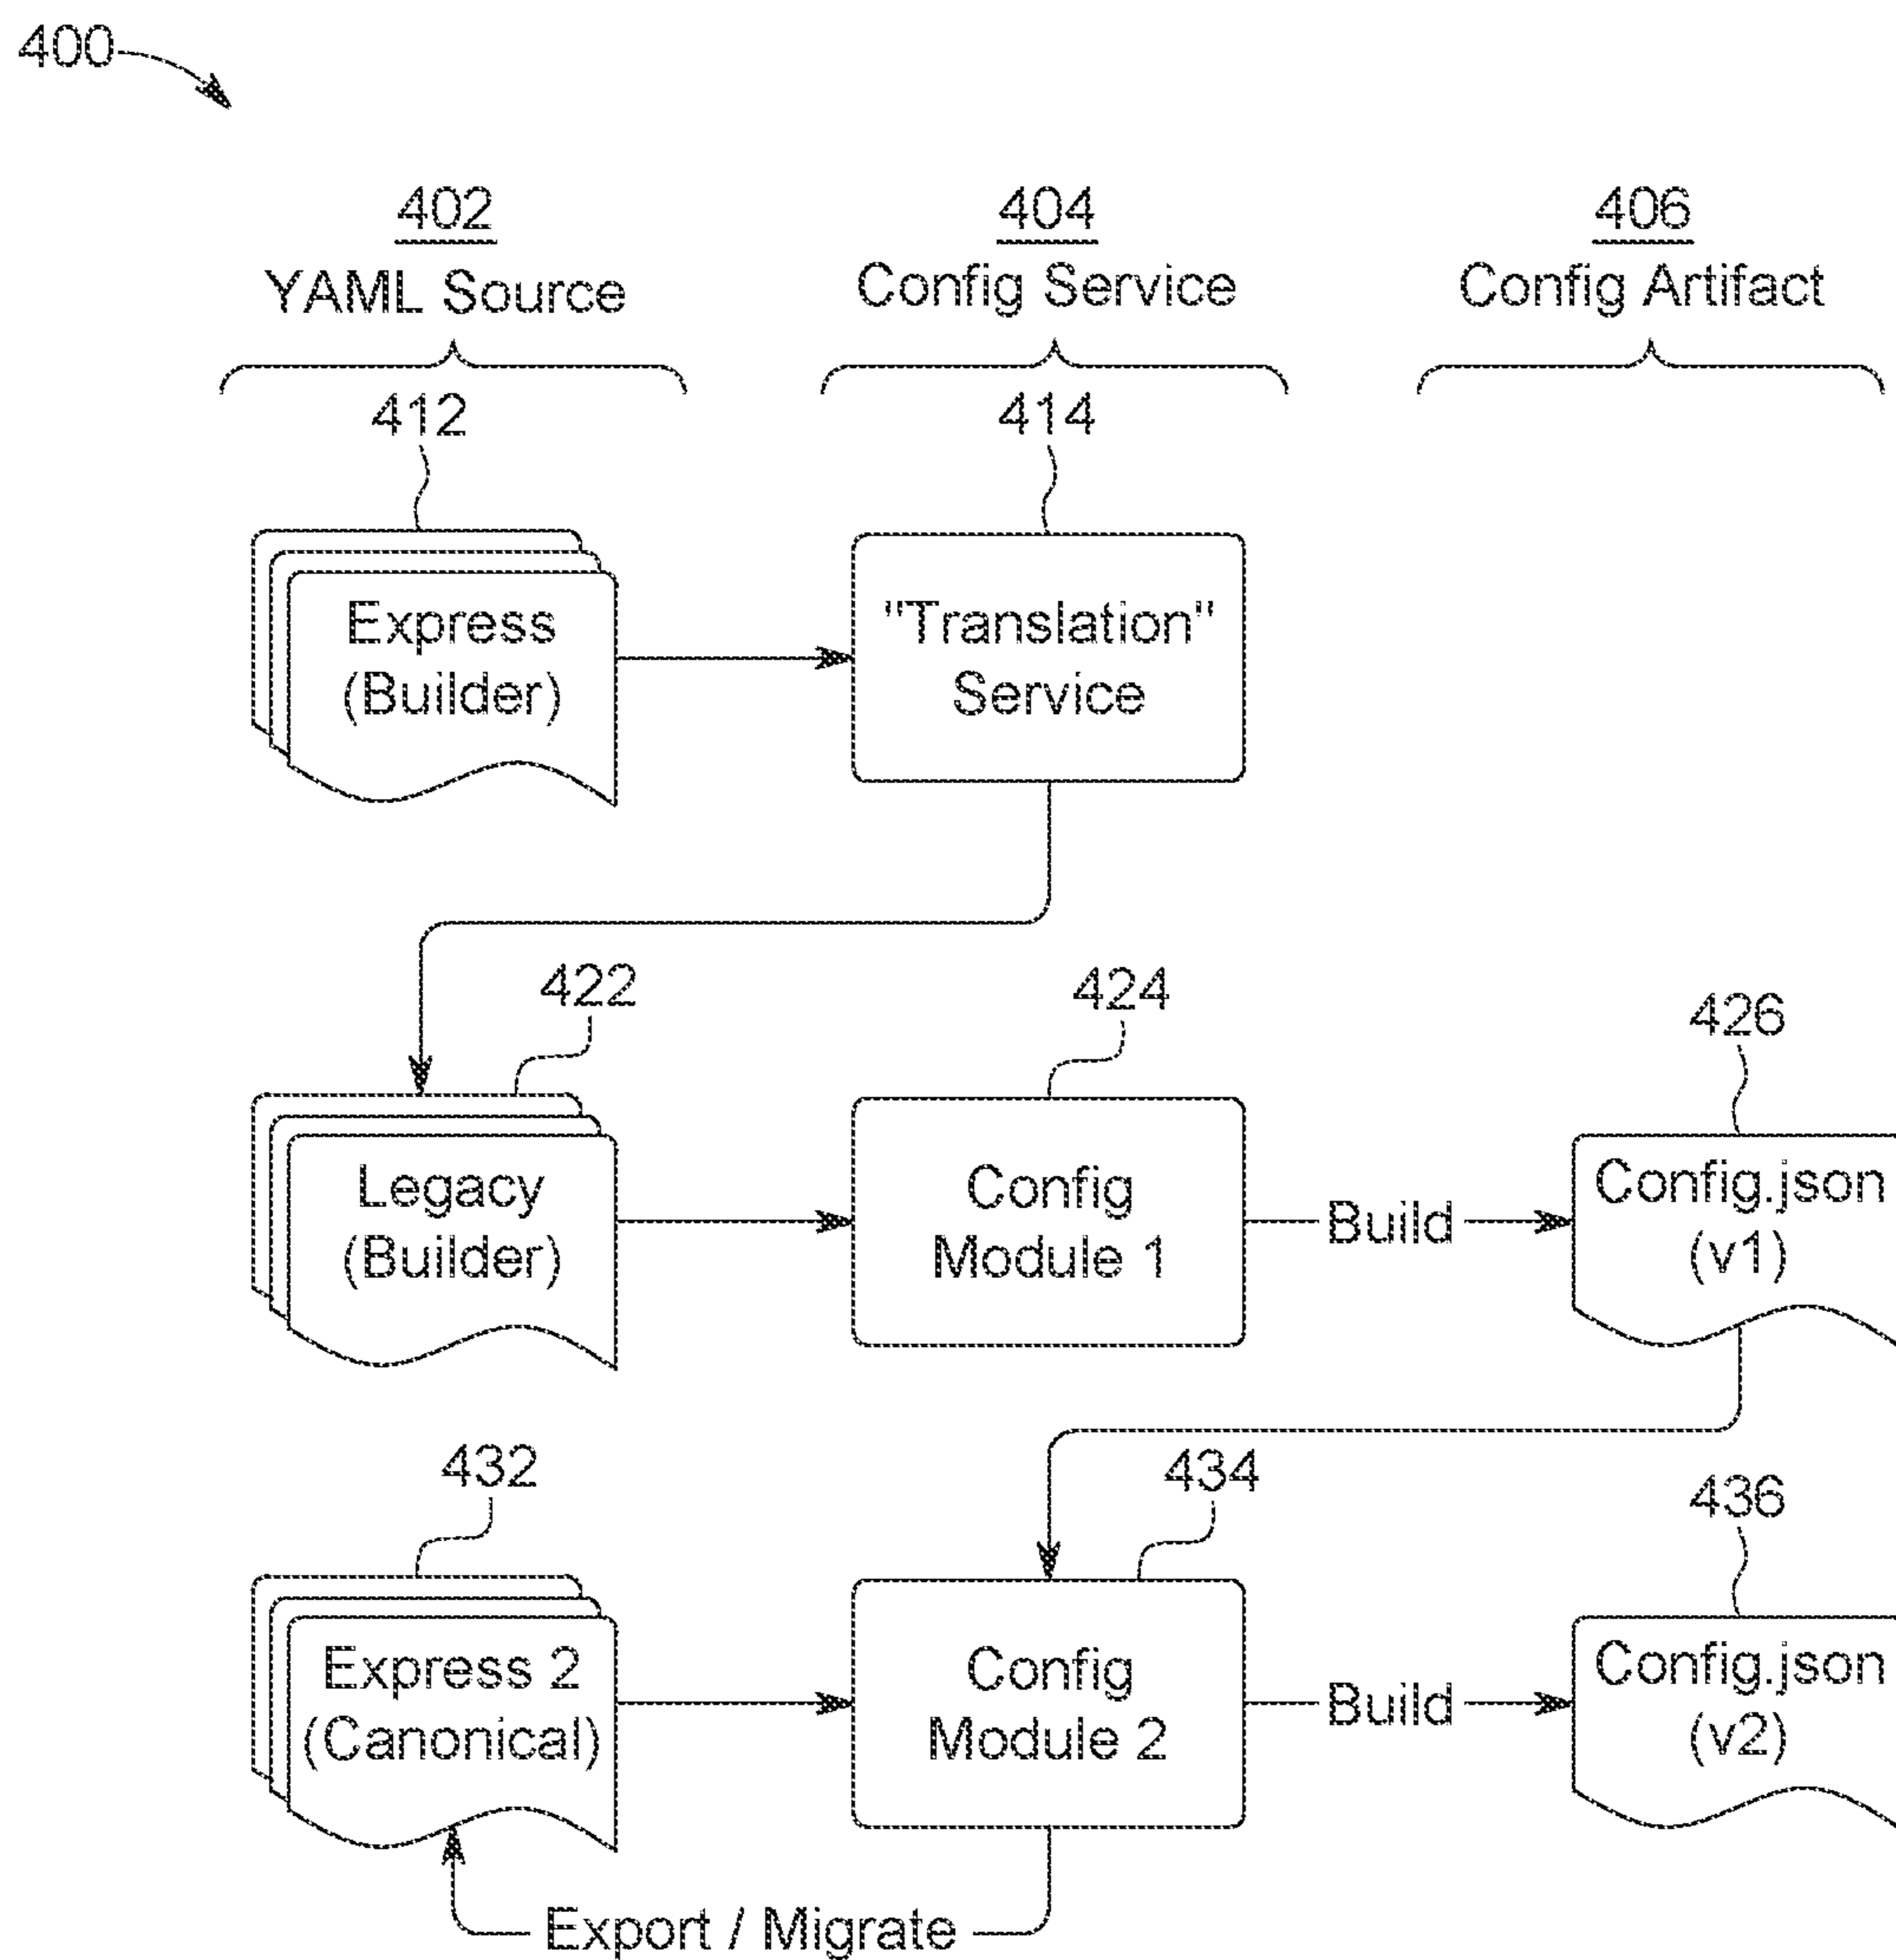 400
402
404
406
YAML Source
Config Service
Config Artifact
412
414
Express
(Builder)
"Translation"
Service
422
424
426
Legacy
(Builder)
Config
Module 1
Build
Config.json
(v1)
432
434
436
Express 2
(Canonical)
Config
Module 2
Build
Config.json
(v2)
Export / Migrate